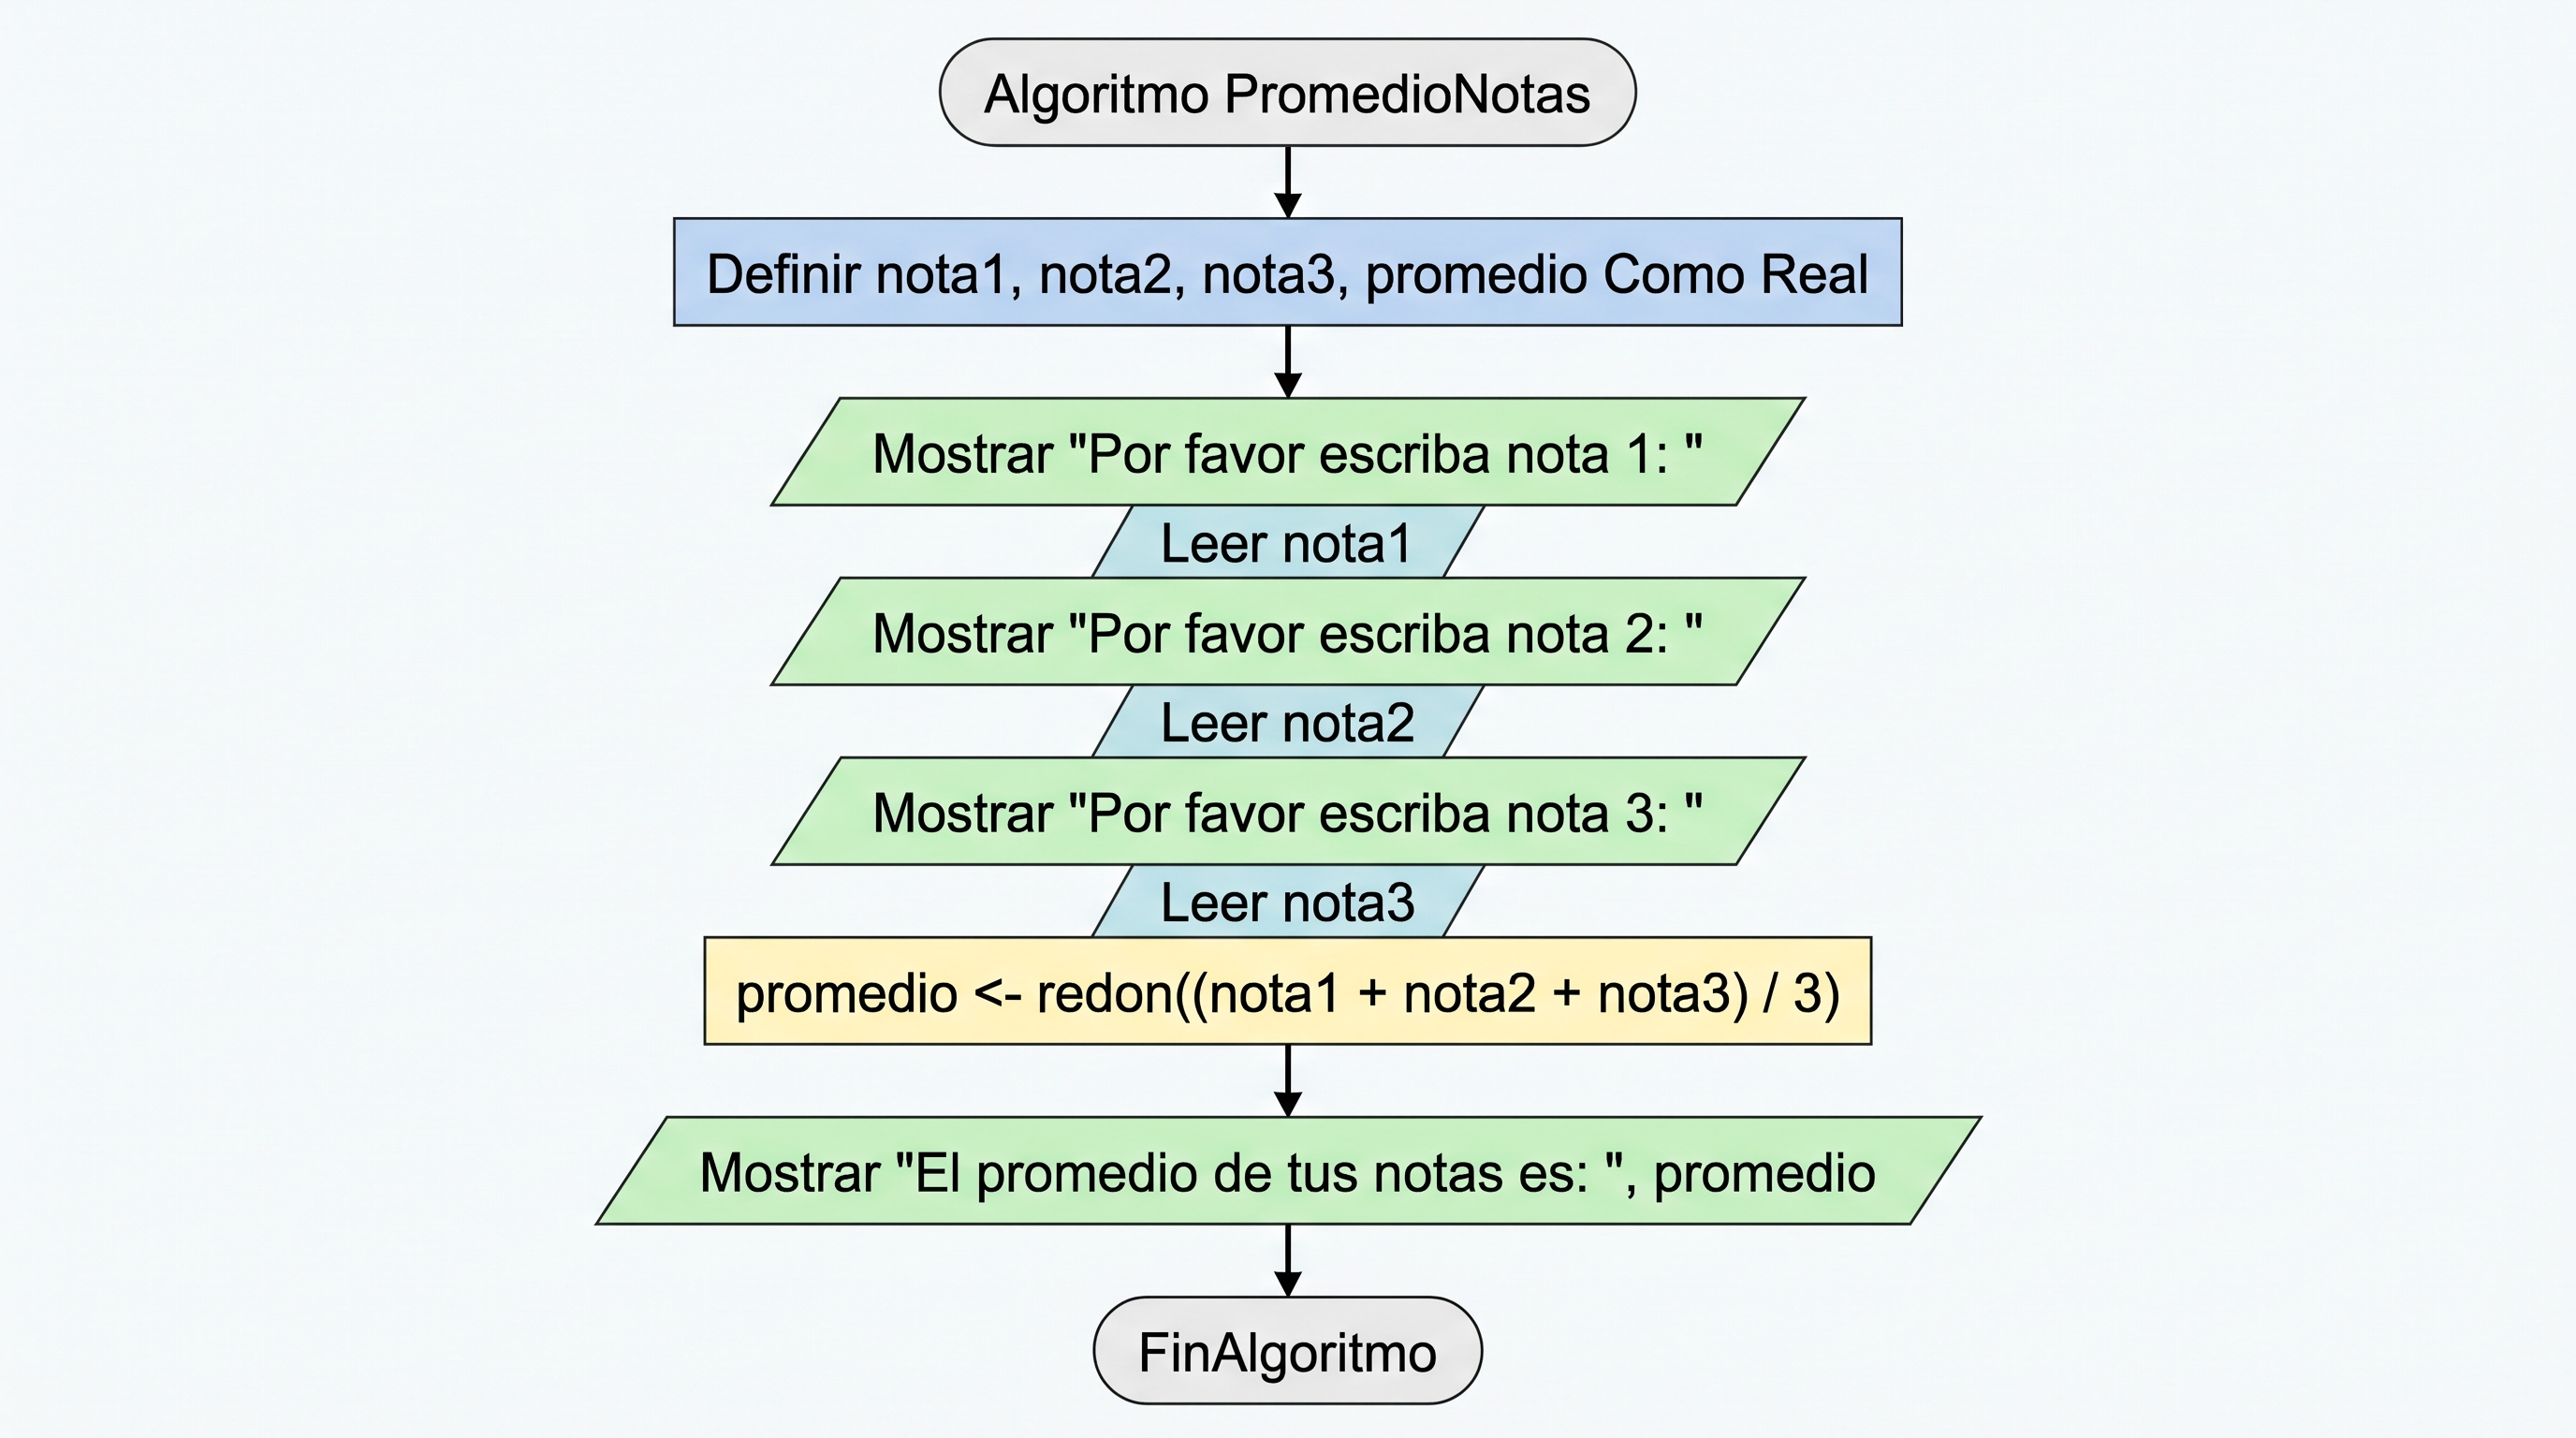 Algoritmo PromedioNotas
Definir nota1, nota2, nota3, promedio Como Real
Mostrar "Por favor escriba nota 1: "
Leer nota1
Mostrar "Por favor escriba nota 2: "
Leer nota2
Mostrar "Por favor escriba nota 3: "
Leer nota3
promedio <- redon((nota1 + nota2 + nota3) / 3)
Mostrar "El promedio de tus notas es: ", promedio
FinAlgoritmo